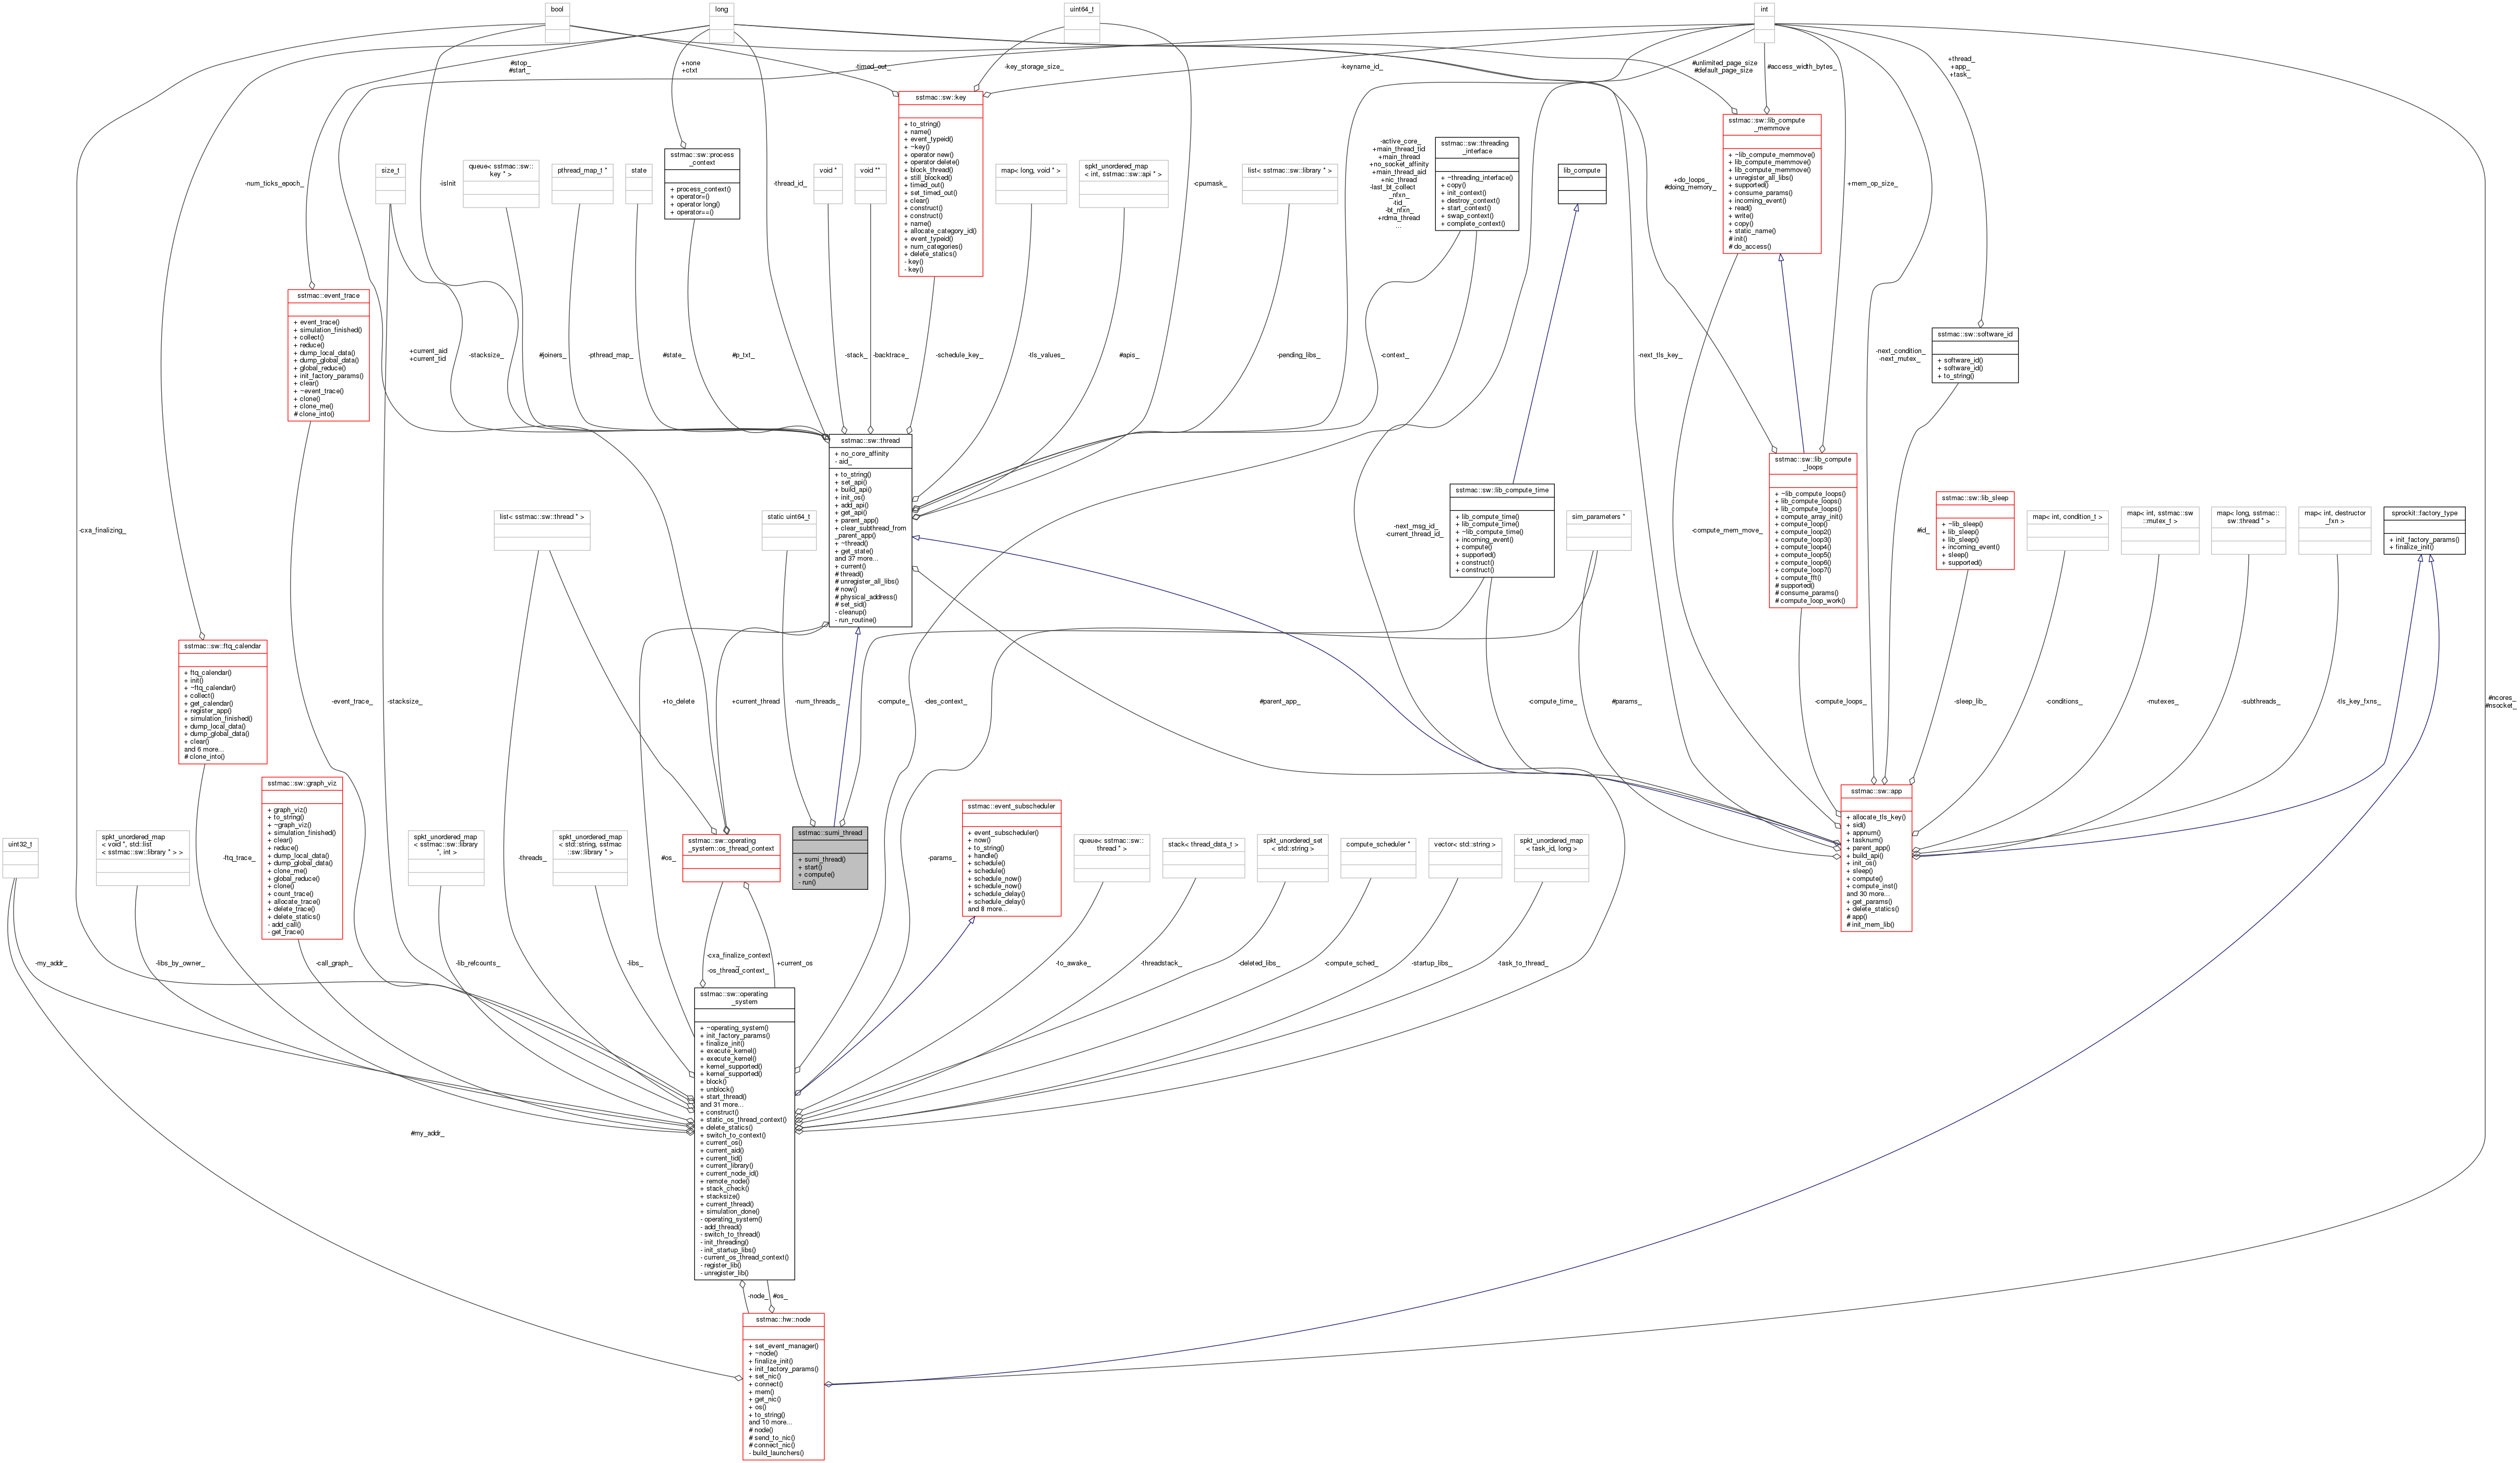 bool
long
uint64_t
int
#stop_
#start_
+none
+ctxt
-timed_out_
-key_storage_size_
-keyname_id_
#unlimited_page_size
#default_page_size
#access_width_bytes_
+thread_
+app_
+task_
sstmac::sw::key
+ to_string()
+ name()
+ event_typeid()
+ ~key()
+ operator new()
+ operator delete()
+ block_thread()
+ still_blocked()
+ timed_out()
+ set_timed_out()
+ clear()
+ construct()
+ construct()
+ name()
+ allocate_category_id()
+ event_typeid()
+ num_categories()
+ delete_statics()
- key()
- key()
sstmac::sw::lib_compute
_memmove
+ ~lib_compute_memmove()
+ lib_compute_memmove()
+ lib_compute_memmove()
+ unregister_all_libs()
+ supported()
+ consume_params()
+ incoming_event()
+ read()
+ write()
+ copy()
+ static_name()
# init()
# do_access()
-num_ticks_epoch_
size_t
-isInit
queue< sstmac::sw::
key * >
pthread_map_t *
state
sstmac::sw::process
_context
+ process_context()
+ operator=()
+ operator long()
+ operator==()
-thread_id_
void *
void **
map< long, void * >
spkt_unordered_map
< int, sstmac::sw::api * >
-cpumask_
list< sstmac::sw::library * >
-active_core_
+main_thread_tid
+main_thread
+no_socket_affinity
+main_thread_aid
+nic_thread
-last_bt_collect
_nfxn_
-tid_
-bt_nfxn_
+rdma_thread
...
sstmac::sw::threading
_interface
+ ~threading_interface()
+ copy()
+ init_context()
+ destroy_context()
+ start_context()
+ swap_context()
+ complete_context()
lib_compute
+do_loops_
#doing_memory_
+mem_op_size_
sstmac::event_trace
+ event_trace()
+ simulation_finished()
+ collect()
+ reduce()
+ dump_local_data()
+ dump_global_data()
+ global_reduce()
+ init_factory_params()
+ clear()
+ ~event_trace()
+ clone()
+ clone_me()
# clone_into()
+current_aid
+current_tid
-stacksize_
#joiners_
-pthread_map_
#state_
#p_txt_
-stack_
-backtrace_
-schedule_key_
-tls_values_
#apis_
-pending_libs_
-context_
-next_tls_key_
-next_condition_
-next_mutex_
sstmac::sw::software_id
+ software_id()
+ software_id()
+ to_string()
sstmac::sw::thread
+ no_core_affinity
- aid_
+ to_string()
+ set_api()
+ build_api()
+ init_os()
+ add_api()
+ get_api()
+ parent_app()
+ clear_subthread_from
_parent_app()
+ ~thread()
+ get_state()
and 37 more...
+ current()
# thread()
# unregister_all_libs()
# now()
# physical_address()
# set_sid()
- cleanup()
- run_routine()
sstmac::sw::lib_compute
_loops
+ ~lib_compute_loops()
+ lib_compute_loops()
+ lib_compute_loops()
+ compute_array_init()
+ compute_loop()
+ compute_loop2()
+ compute_loop3()
+ compute_loop4()
+ compute_loop5()
+ compute_loop6()
+ compute_loop7()
+ compute_fft()
# supported()
# consume_params()
# compute_loop_work()
-cxa_finalizing_
list< sstmac::sw::thread * >
static uint64_t
-next_msg_id_
-current_thread_id_
sstmac::sw::lib_compute_time
+ lib_compute_time()
+ lib_compute_time()
+ ~lib_compute_time()
+ incoming_event()
+ compute()
+ supported()
+ construct()
+ construct()
sim_parameters *
-compute_mem_move_
#id_
sstmac::sw::lib_sleep
+ ~lib_sleep()
+ lib_sleep()
+ lib_sleep()
+ incoming_event()
+ sleep()
+ supported()
map< int, condition_t >
map< int, sstmac::sw
::mutex_t >
map< long, sstmac::
sw::thread * >
map< int, destructor
_fxn >
sprockit::factory_type
+ init_factory_params()
+ finalize_init()
sstmac::sw::ftq_calendar
+ ftq_calendar()
+ init()
+ ~ftq_calendar()
+ collect()
+ get_calendar()
+ register_app()
+ simulation_finished()
+ dump_local_data()
+ dump_global_data()
+ clear()
and 6 more...
# clone_into()
-event_trace_
-stacksize_
+to_delete
+current_thread
-num_threads_
-compute_
-des_context_
#parent_app_
-compute_time_
#params_
-compute_loops_
-sleep_lib_
-conditions_
-mutexes_
-subthreads_
-tls_key_fxns_
#ncores_
#nsocket_
sstmac::sw::graph_viz
+ graph_viz()
+ to_string()
+ ~graph_viz()
+ simulation_finished()
+ clear()
+ reduce()
+ dump_local_data()
+ dump_global_data()
+ clone_me()
+ global_reduce()
+ clone()
+ count_trace()
+ allocate_trace()
+ delete_trace()
+ delete_statics()
- add_call()
- get_trace()
sstmac::sw::app
+ allocate_tls_key()
+ sid()
+ appnum()
+ tasknum()
+ parent_app()
+ build_api()
+ init_os()
+ sleep()
+ compute()
+ compute_inst()
and 30 more...
+ get_params()
+ delete_statics()
# app()
# init_mem_lib()
uint32_t
spkt_unordered_map
< void *, std::list
< sstmac::sw::library * > >
-ftq_trace_
spkt_unordered_map
< sstmac::sw::library
*, int >
-threads_
spkt_unordered_map
< std::string, sstmac
::sw::library * >
#os_
sstmac::sw::operating
_system::os_thread_context
sstmac::sumi_thread
+ sumi_thread()
+ start()
+ compute()
- run()
-params_
sstmac::event_subscheduler
+ event_subscheduler()
+ now()
+ to_string()
+ handle()
+ schedule()
+ schedule()
+ schedule_now()
+ schedule_now()
+ schedule_delay()
+ schedule_delay()
and 8 more...
queue< sstmac::sw::
thread * >
stack< thread_data_t >
spkt_unordered_set
< std::string >
compute_scheduler *
vector< std::string >
spkt_unordered_map
< task_id, long >
-my_addr_
-libs_by_owner_
-call_graph_
-lib_refcounts_
-libs_
-cxa_finalize_context
_
-os_thread_context_
+current_os
-to_awake_
-threadstack_
-deleted_libs_
-compute_sched_
-startup_libs_
-task_to_thread_
sstmac::sw::operating
_system
+ ~operating_system()
+ init_factory_params()
+ finalize_init()
+ execute_kernel()
+ execute_kernel()
+ kernel_supported()
+ kernel_supported()
+ block()
+ unblock()
+ start_thread()
and 31 more...
+ construct()
+ static_os_thread_context()
+ delete_statics()
+ switch_to_context()
+ current_os()
+ current_aid()
+ current_tid()
+ current_library()
+ current_node_id()
+ remote_node()
+ stack_check()
+ stacksize()
+ current_thread()
+ simulation_done()
- operating_system()
- add_thread()
- switch_to_thread()
- init_threading()
- init_startup_libs()
- current_os_thread_context()
- register_lib()
- unregister_lib()
#my_addr_
-node_
#os_
sstmac::hw::node
+ set_event_manager()
+ ~node()
+ finalize_init()
+ init_factory_params()
+ set_nic()
+ connect()
+ mem()
+ get_nic()
+ os()
+ to_string()
and 10 more...
# node()
# send_to_nic()
# connect_nic()
- build_launchers()